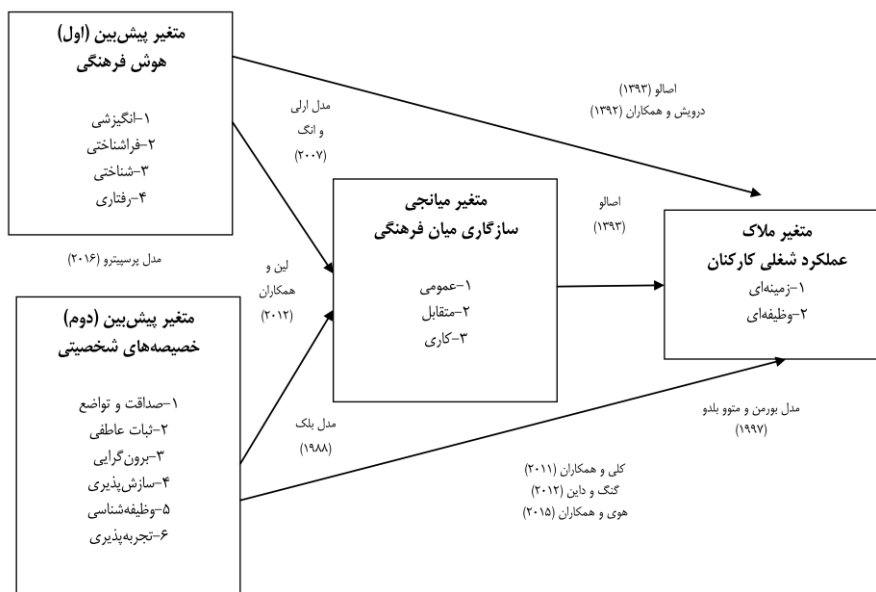 متغیر پیش‌بین (اول)
هوش فرهنگی
۱-انگیزشی
۲-فراشناختی
۳-شناختی
۴-رفتاری
مدل ارلی
و انگ
(۲۰۰۷)
اصالو (۱۳۹۳)
درویش و همکاران (۱۳۹۲)
متغیر میانجی
سازگاری میان فرهنگی
۱-عمومی
۲-متقابل
۳-کاری
اصالو
(۱۳۹۳)
متغیر ملاک
عملکرد شغلی کارکنان
۱-زمینه‌ای
۲-وظیفه‌ای
مدل پرسپیترو (۲۰۱۶)
لین و
همکاران
(۲۰۱۲)
متغیر پیش‌بین (دوم)
خصیصه‌های شخصیتی
۱-صداقت و تواضع
۲-ثبات عاطفی
۳-برون‌گرایی
۴-سازش‌پذیری
۵-وظیفه‌شناسی
۶-تجربه‌پذیری
مدل بلک
(۱۹۸۸)
مدل بورمن و متوو بلدو
(۱۹۹۷)
کلی و همکاران (۲۰۱۱)
گنگ و داین (۲۰۱۲)
هوی و همکاران (۲۰۱۵)